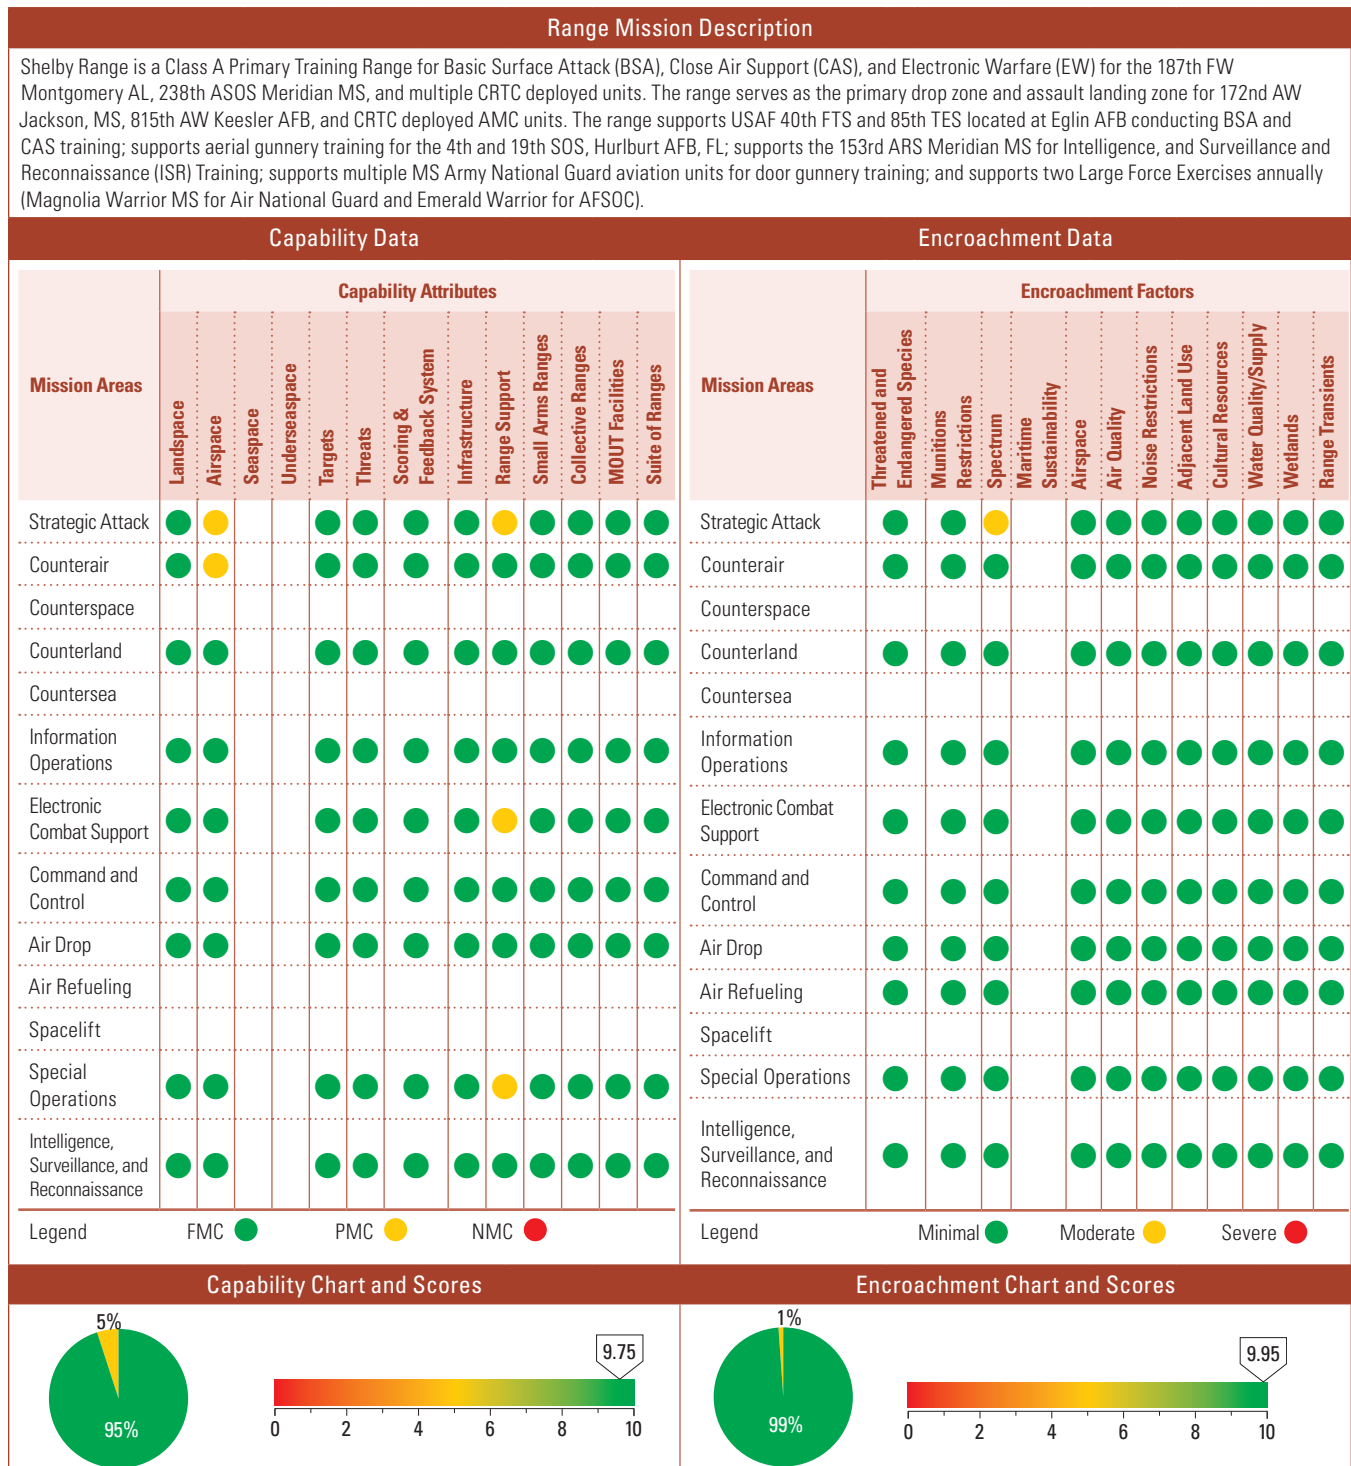 Range Mission Description
Shelby Range is a Class A Primary Training Range for Basic Surface Attack (BSA), Close Air Support (CAS), and Electronic Warfare (EW) for the 187th FW
Montgomery AL, 238th ASOS Meridian MS, and multiple CRTC deployed units. The range serves as the primary drop zone and assault landing zone for 172nd AW
Jackson, MS, 815th AW Keesler AFB, and CRTC deployed AMC units. The range supports USAF 40th FTS and 85th TES located at Eglin AFB conducting BSA and
CAS training; supports aerial gunnery training for the 4th and 19th SOS, Hurlburt AFB, FL; supports the 153rd ARS Meridian MS for Intelligence, and Surveillance and
Reconnaissance (ISR) Training; supports multiple MS Army National Guard aviation units for door gunnery training; and supports two Large Force Exercises annually
(Magnolia Warrior MS for Air National Guard and Emerald Warrior for AFSOC).
Capability Data
Mission Areas
Capability Attributes
Landspace
Airspace
Seaspace
Underseaspace
Targets
Threats
Scoring &
Feedback System
Infrastructure
Range Support
Small Arms Ranges
Collective Ranges
MOUT Facilities
Suite of Ranges
Strategic Attack
Counterair
Counterspace
Counterland
Countersea
Information
Operations
Electronic
Combat Support
Command and
Control
Air Drop
Air Refueling
Spacelift
Special
Operations
Intelligence,
Surveillance, and
Reconnaissance
Legend FMC PMC NMC
Encroachment Data
Mission Areas
Encroachment Factors
Threatened and
Endangered Species
Munitions
Restrictions
Spectrum
Maritime
Sustainability
Airspace
Air Quality
Noise Restrictions
Adjacent Land Use
Cultural Resources
Water Quality/Supply
Wetlands
Range Transients
Strategic Attack
Counterair
Counterspace
Counterland
Countersea
Information
Operations
Electronic Combat
Support
Command and
Control
Air Drop
Air Refueling
Spacelift
Special Operations
Intelligence,
Surveillance, and
Reconnaissance
Legend Minimal Moderate Severe
Capability Chart and Scores
5%
95%
9.75
0 2 4 6 8 10
Encroachment Chart and Scores
1%
99%
9.95
0 2 4 6 8 10